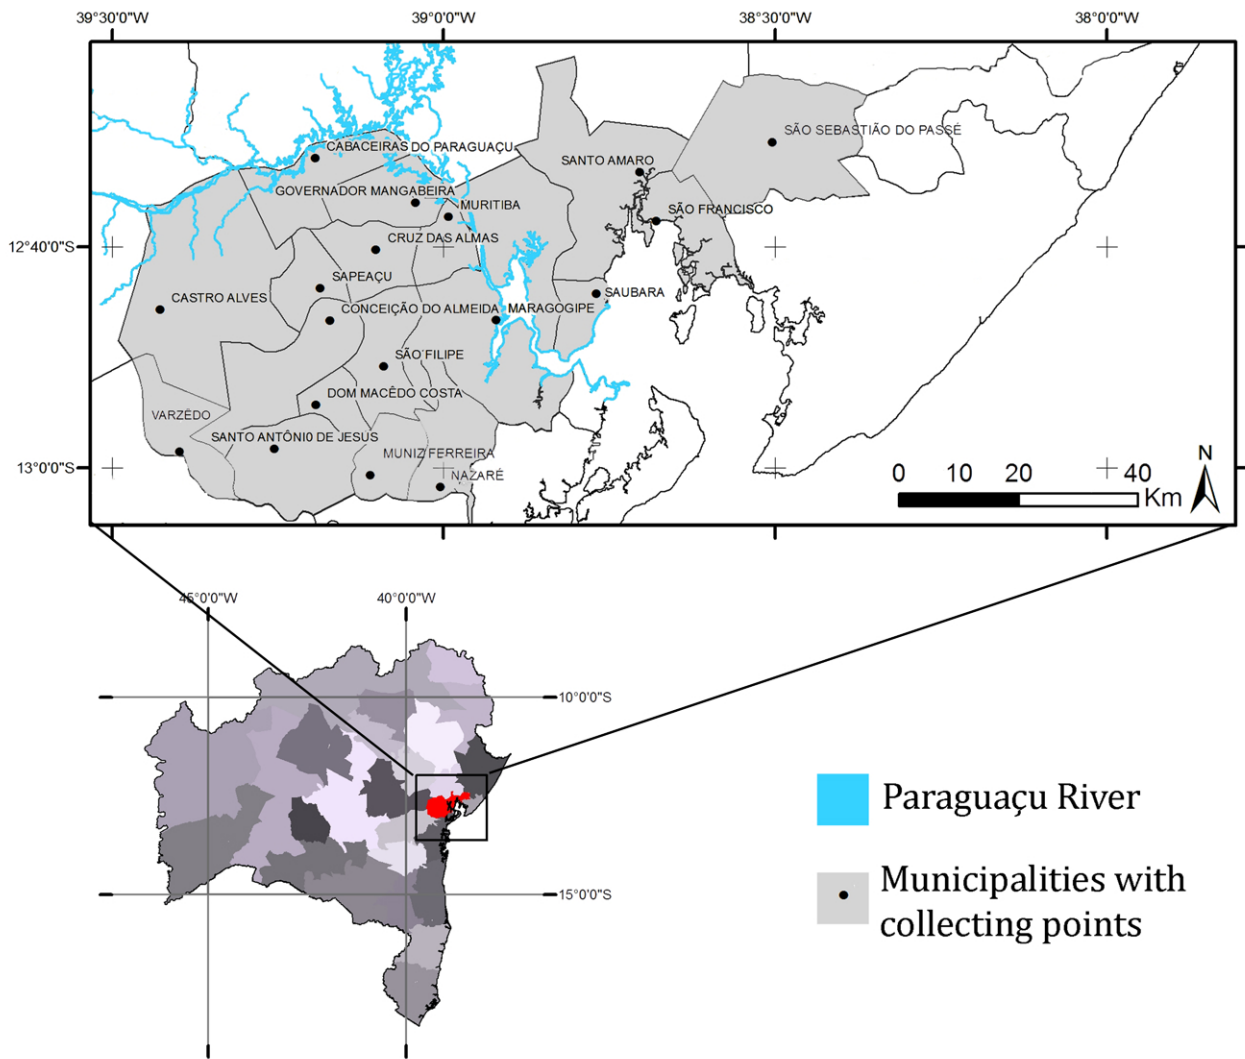 39°30'0"W 39°0'0"W 38°30'0"W 38°0'0"W
SÃO SEBASTIÃO DO PASSÉ
CABACEIRAS DO PARAGUAÇU
SANTO AMARO
GOVERNADOR MANGABEIRA
MURITIBA
SÃO FRANCISCO
CRUZ DAS ALMAS
12°40'0"S
SAPEAÇU
CASTRO ALVES
SAUBARA
CONCEIÇÃO DO ALMEIDA
MARAGOGIPE
SÃO FILIPE
DOM MACÊDO COSTA
VARZÊDO
SANTO ANTÔNI0 DE JESUS
MUNIZ FERREIRA
NAZARÉ
13°0'0"S
N
0 10 20 40
Km
45°0'0"W 40°0'0"W
10°0'0"S
15°0'0"S
Paraguaçu River
Municipalities with
collecting points